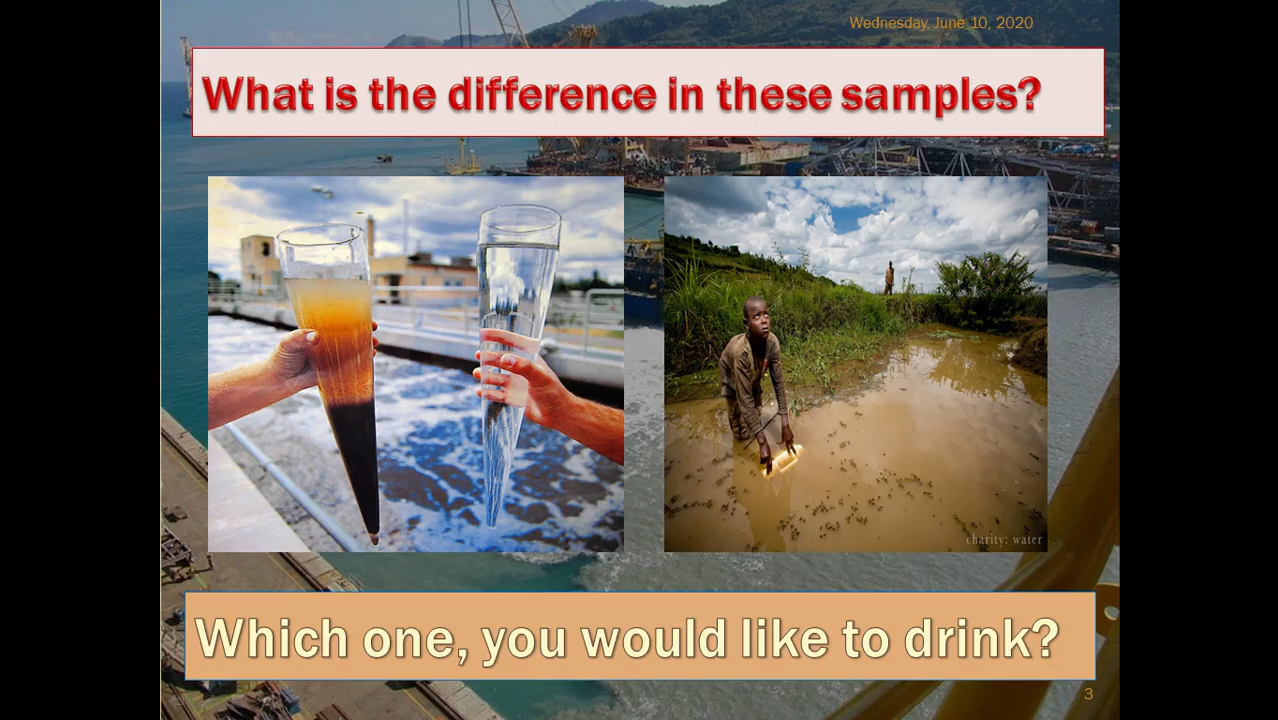 Wednesday, June 10, 2020
What is the difference in these samples?
charity: water
Which one, you would like to drink?
3